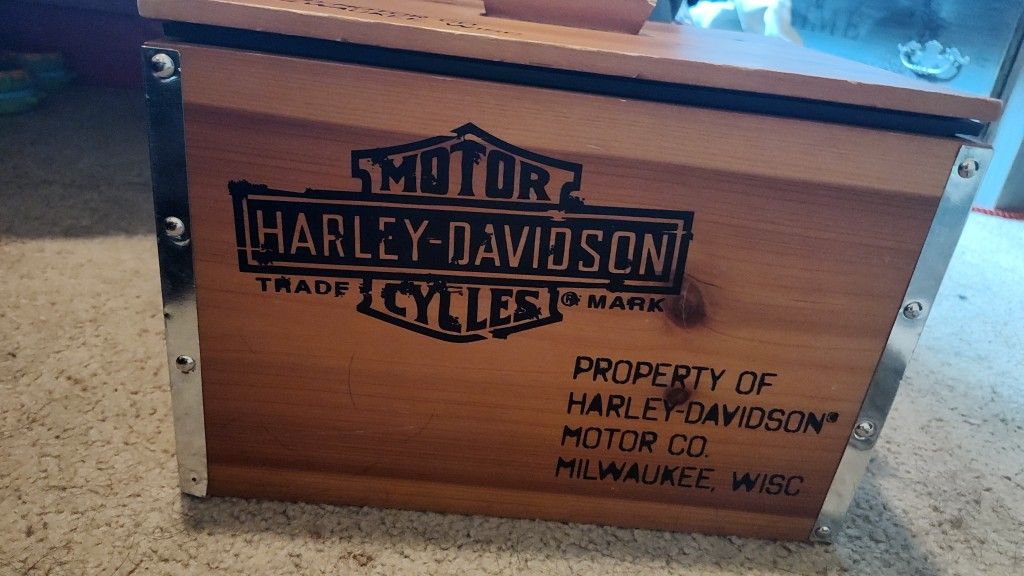 MOTOR
HARLEY-DAVIDSON
TRADE CYCLES ® MARK
PROPERTY OF
HARLEY-DAVIDSON®
MOTOR CO.
MILWAUKEE, WISC